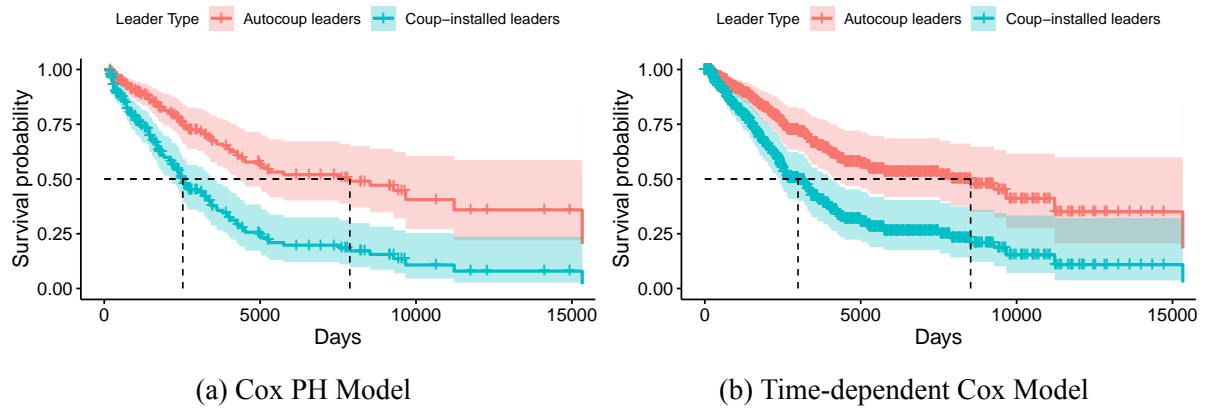 Leader Type Autocoup leaders Coup−installed leaders
1.00
0.75
0.50
0.25
0.00
Survival probability
0 5000 10000 15000
Days
(a) Cox PH Model
Leader Type Autocoup leaders Coup−installed leaders
1.00
0.75
0.50
0.25
0.00
Survival probability
0 5000 10000 15000
Days
(b) Time-dependent Cox Model